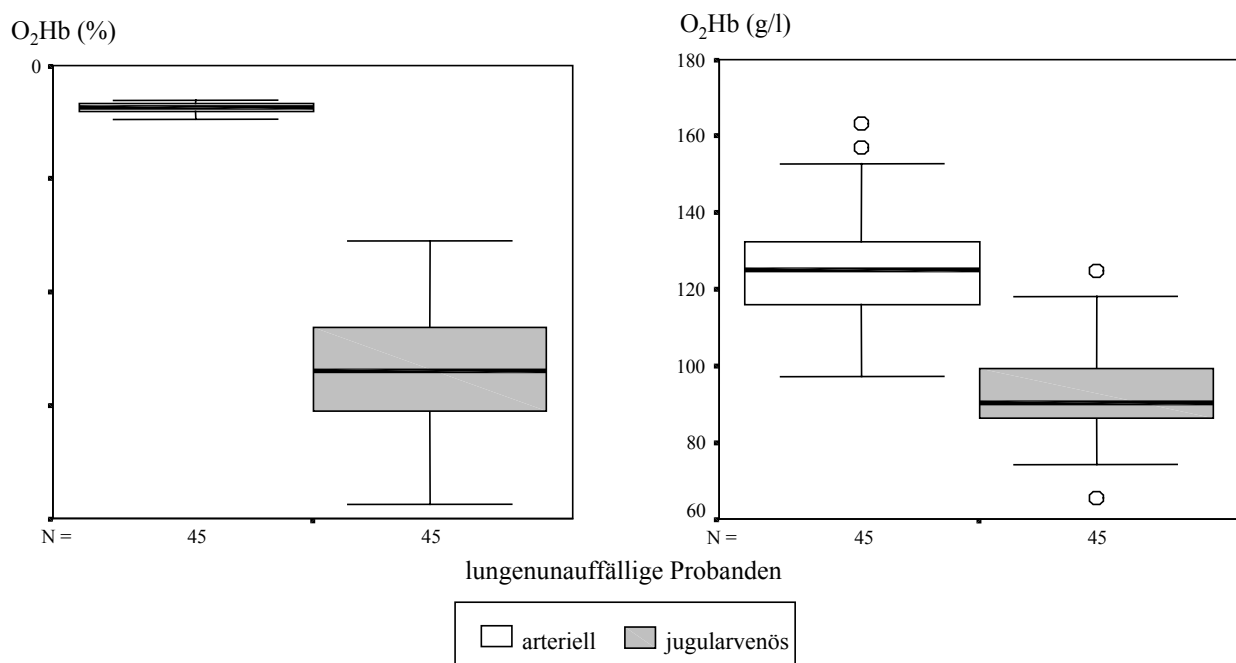 O₂Hb (%)
0
N = 45 45
O₂Hb (g/l)
180
160
140
120
100
80
60
N = 45 45
lungenunauffällige Probanden
arteriell jugularvenös